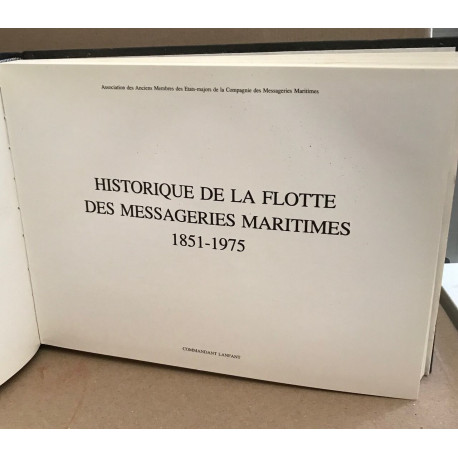 Association des Anciens Membres des Etats-majors de la Compagnie des Messageries Maritimes
HISTORIQUE DE LA FLOTTE
DES MESSAGERIES MARITIMES
1851-1975
COMMANDANT LANFANT